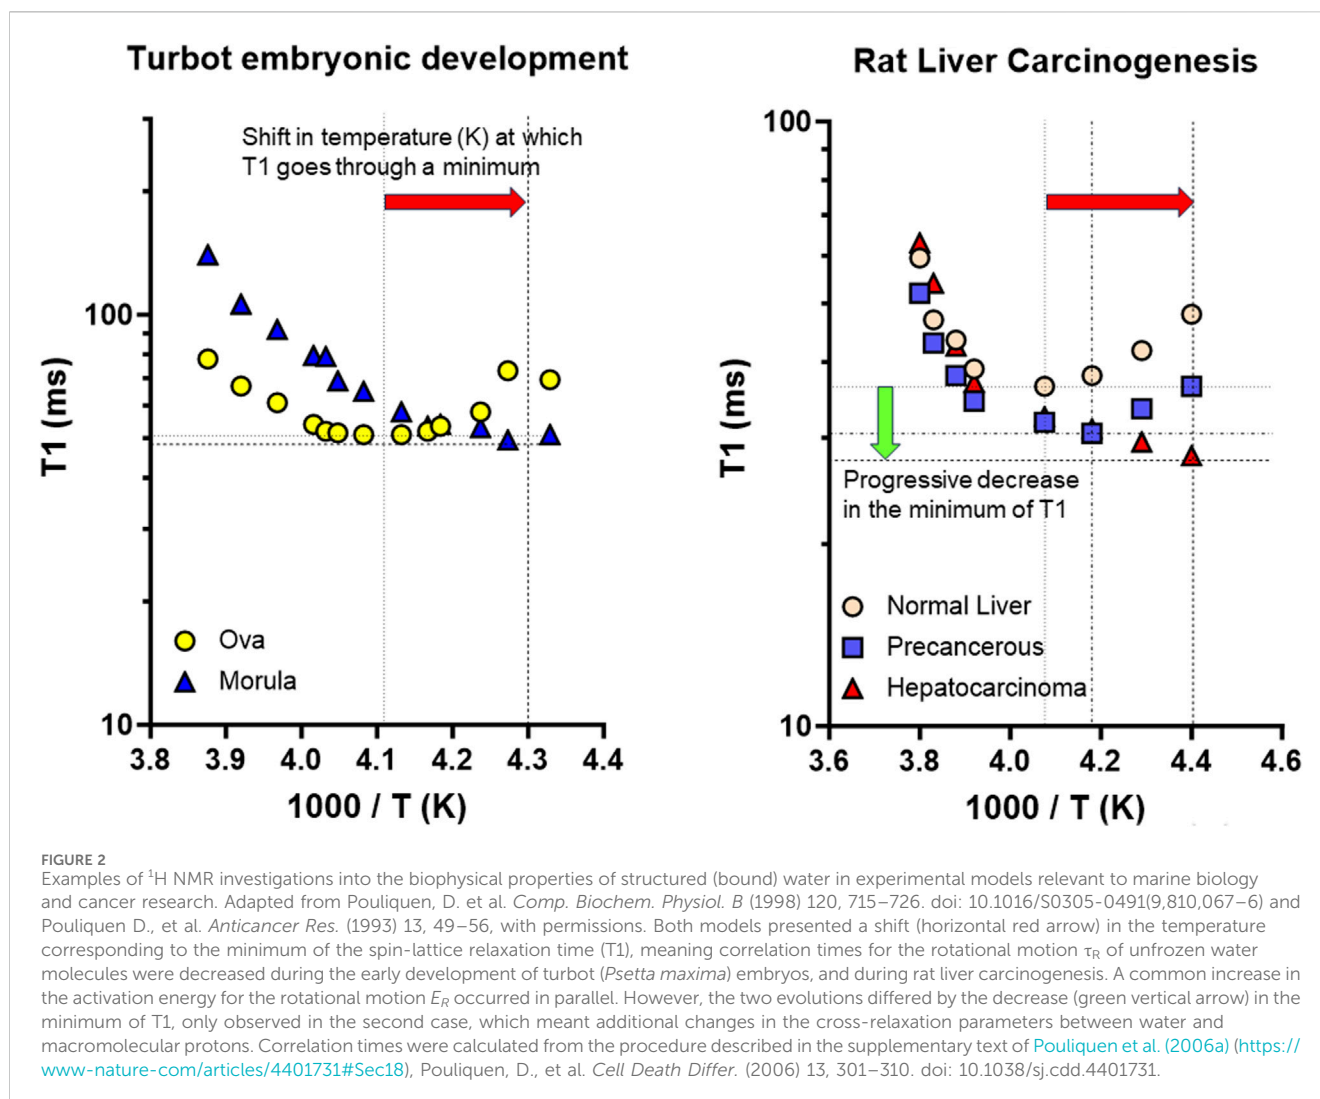 Turbot embryonic development
Shift in temperature (K) at which
T1 goes through a minimum
100
10
T1 (ms)
Ova
Morula
3.8 3.9 4.0 4.1 4.2 4.3 4.4
1000 / T (K)
Rat Liver Carcinogenesis
100
10
T1 (ms)
Progressive decrease
in the minimum of T1
Normal Liver
Precancerous
Hepatocarcinoma
3.6 3.8 4.0 4.2 4.4 4.6
1000 / T (K)
FIGURE 2
Examples of ¹H NMR investigations into the biophysical properties of structured (bound) water in experimental models relevant to marine biology
and cancer research. Adapted from Pouliquen, D. et al. Comp. Biochem. Physiol. B (1998) 120, 715–726. doi: 10.1016/S0305-0491(9,810,067–6) and
Pouliquen D., et al. Anticancer Res. (1993) 13, 49–56, with permissions. Both models presented a shift (horizontal red arrow) in the temperature
corresponding to the minimum of the spin-lattice relaxation time (T1), meaning correlation times for the rotational motion τR of unfrozen water
molecules were decreased during the early development of turbot (Psetta maxima) embryos, and during rat liver carcinogenesis. A common increase in
the activation energy for the rotational motion ER occurred in parallel. However, the two evolutions differed by the decrease (green vertical arrow) in the
minimum of T1, only observed in the second case, which meant additional changes in the cross-relaxation parameters between water and
macromolecular protons. Correlation times were calculated from the procedure described in the supplementary text of Pouliquen et al. (2006a) (https://
www-nature-com/articles/4401731#Sec18), Pouliquen, D., et al. Cell Death Differ. (2006) 13, 301–310. doi: 10.1038/sj.cdd.4401731.